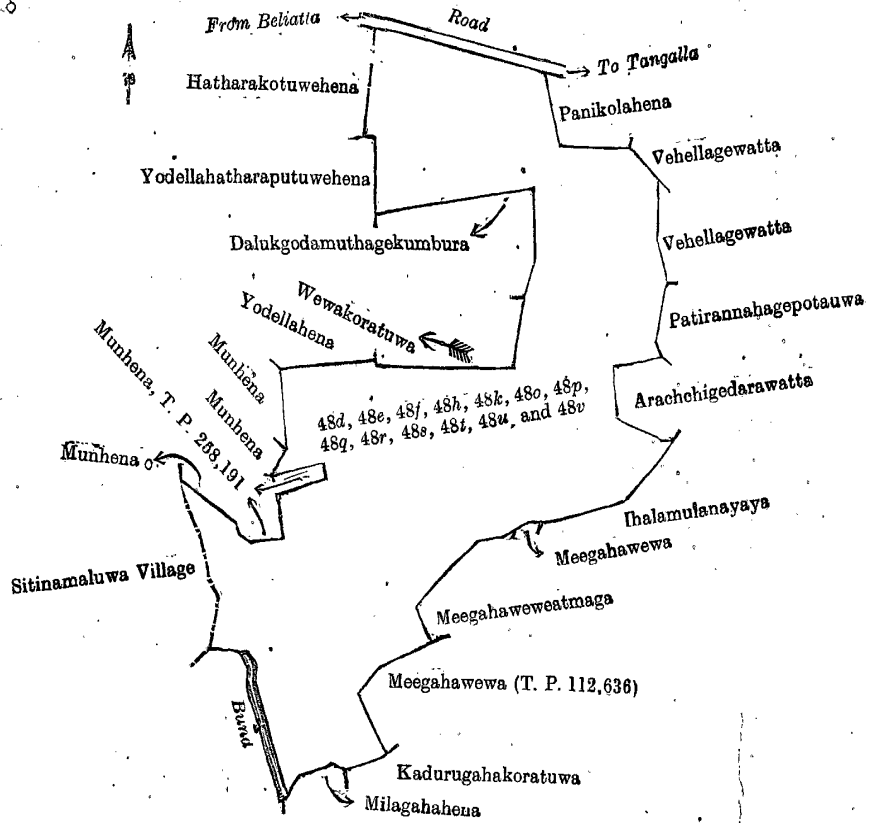 From Beliatta
Road
To Tangalla
Hatharakotuwehena
Panikolahena
Vehellagewatta
Yodellahatharaputuwehena
Dalukgodamuthagekumbura
Vehellagewatta
Wewakoratuwa
Yodellahena
Patirannahagepotauwa
Munhena
Munhena
Munhena, T. P. 258,191
Arachchigedarawatta
48d, 48e, 48f, 48h, 48k, 48o, 48p,
48q, 48r, 48s, 48t, 48u, and 48v
Munhena
Ihalamulanayaya
Meegahawewa
Sitinamaluwa Village
Meegahaweweatmaga
Meegahawewa (T. P. 112,636)
Bund
Kadurugahakoratuwa
Milagahahena